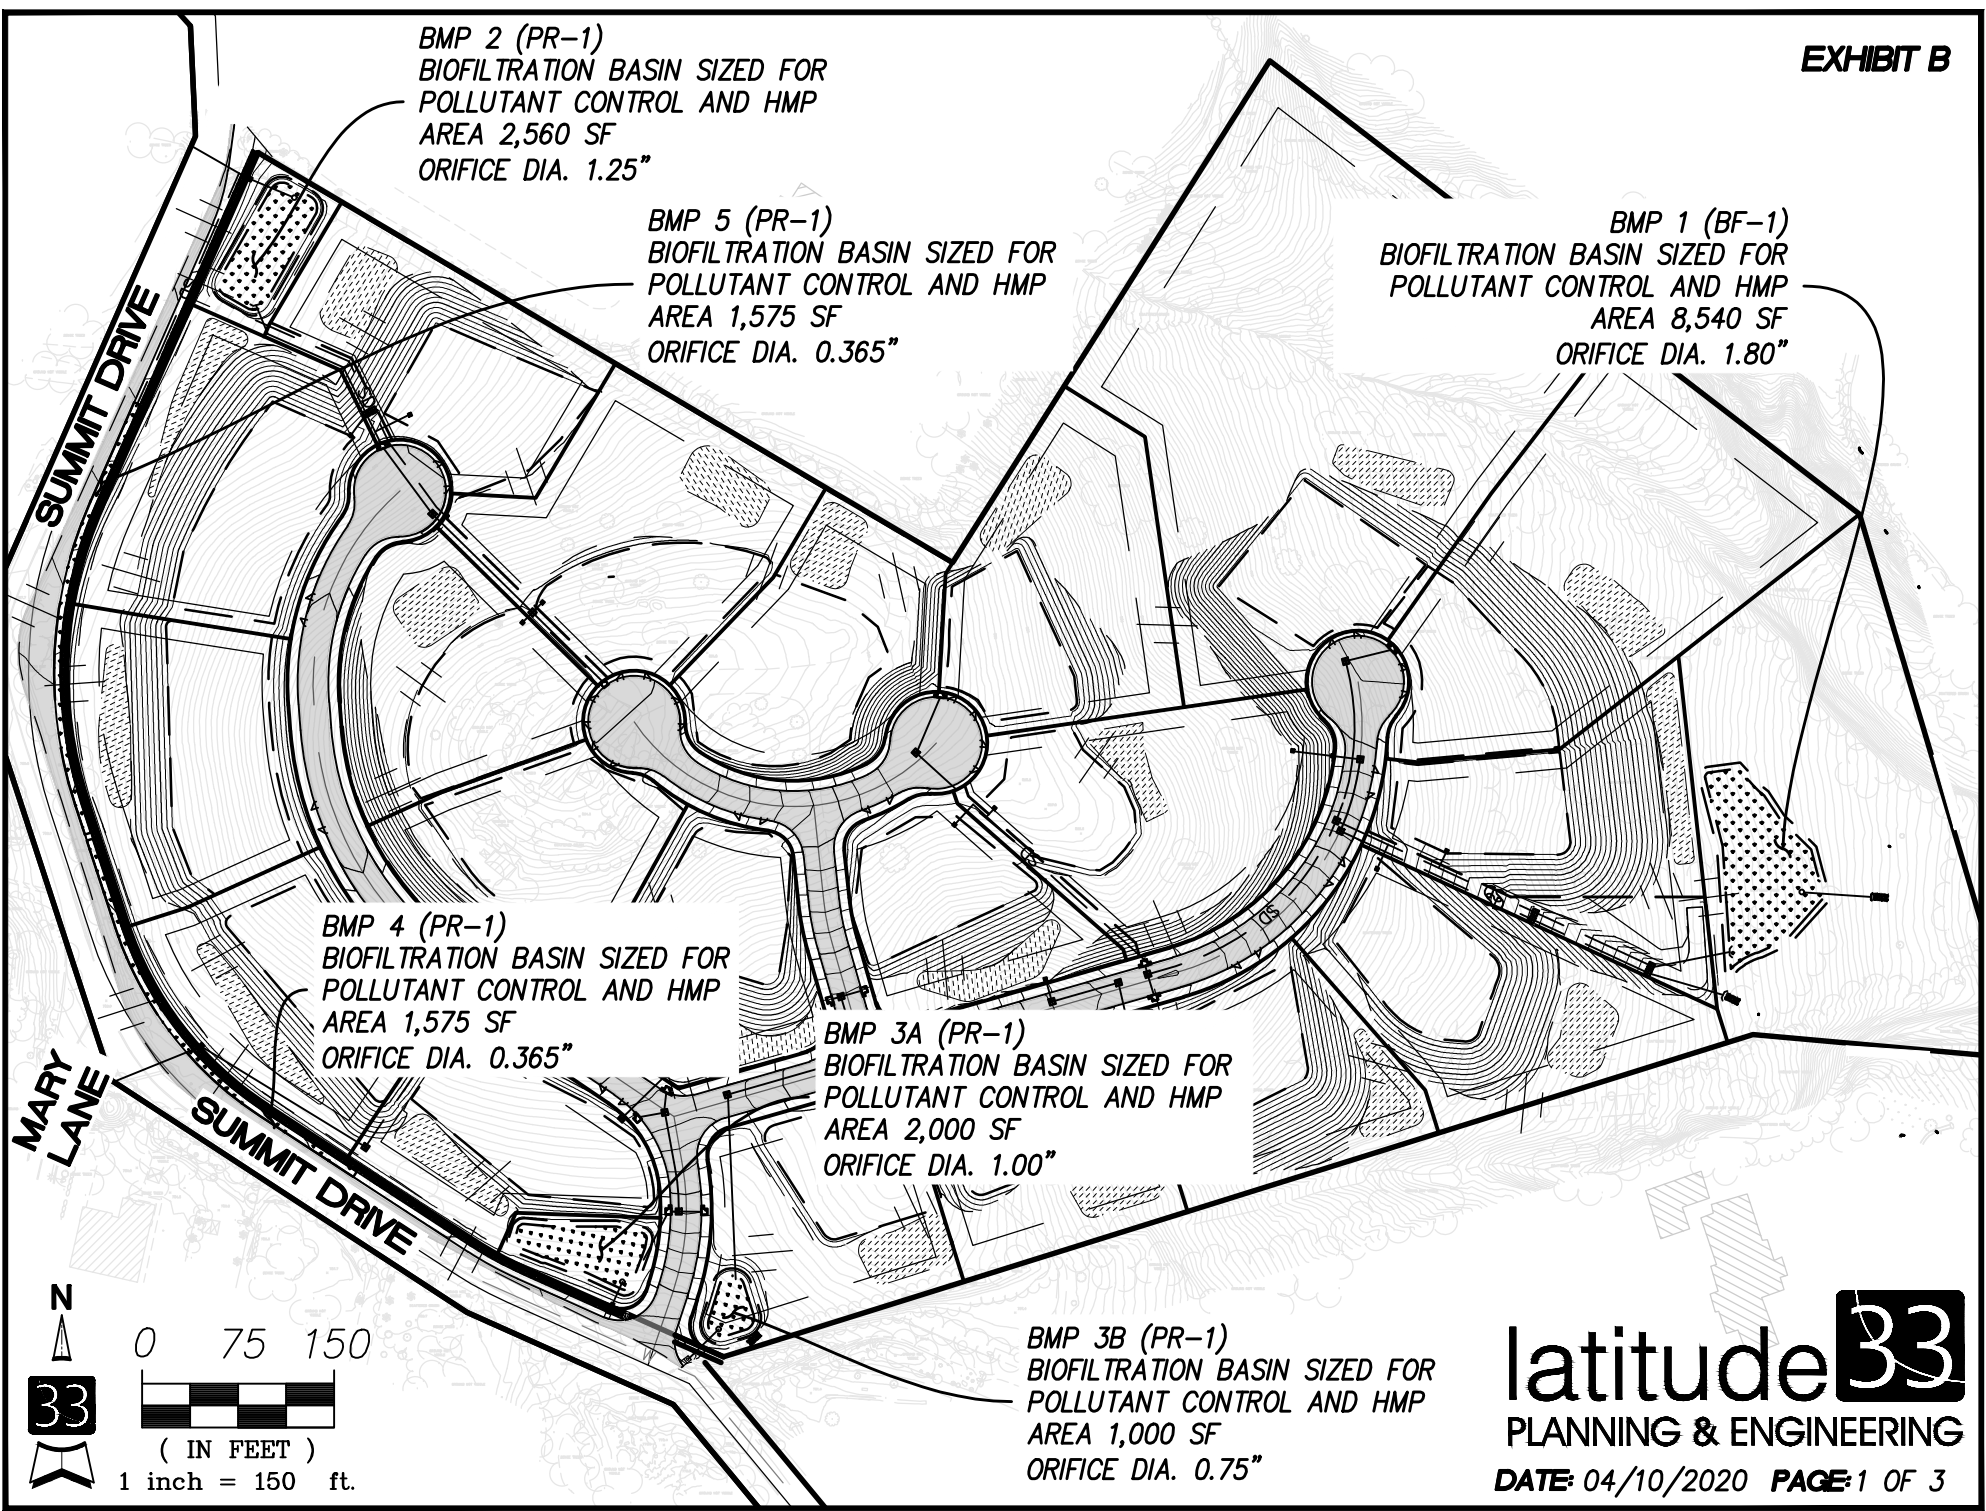 EXHIBIT B
BMP 2 (PR-1)
BIOFILTRATION BASIN SIZED FOR
POLLUTANT CONTROL AND HMP
AREA 2,560 SF
ORIFICE DIA. 1.25"
BMP 5 (PR-1)
BIOFILTRATION BASIN SIZED FOR
POLLUTANT CONTROL AND HMP
AREA 1,575 SF
ORIFICE DIA. 0.365"
BMP 1 (BF-1)
BIOFILTRATION BASIN SIZED FOR
POLLUTANT CONTROL AND HMP
AREA 8,540 SF
ORIFICE DIA. 1.80"
SUMMIT DRIVE
SD
SD
SD
SD
BMP 4 (PR-1)
BIOFILTRATION BASIN SIZED FOR
POLLUTANT CONTROL AND HMP
AREA 1,575 SF
ORIFICE DIA. 0.365"
BMP 3A (PR-1)
BIOFILTRATION BASIN SIZED FOR
POLLUTANT CONTROL AND HMP
AREA 2,000 SF
ORIFICE DIA. 1.00"
MARY
LANE
SUMMIT DRIVE
BMP 3B (PR-1)
BIOFILTRATION BASIN SIZED FOR
POLLUTANT CONTROL AND HMP
AREA 1,000 SF
ORIFICE DIA. 0.75"
N
33
0 75 150
( IN FEET )
1 inch = 150 ft.
latitude 33
PLANNING & ENGINEERING
DATE: 04/10/2020 PAGE: 1 OF 3